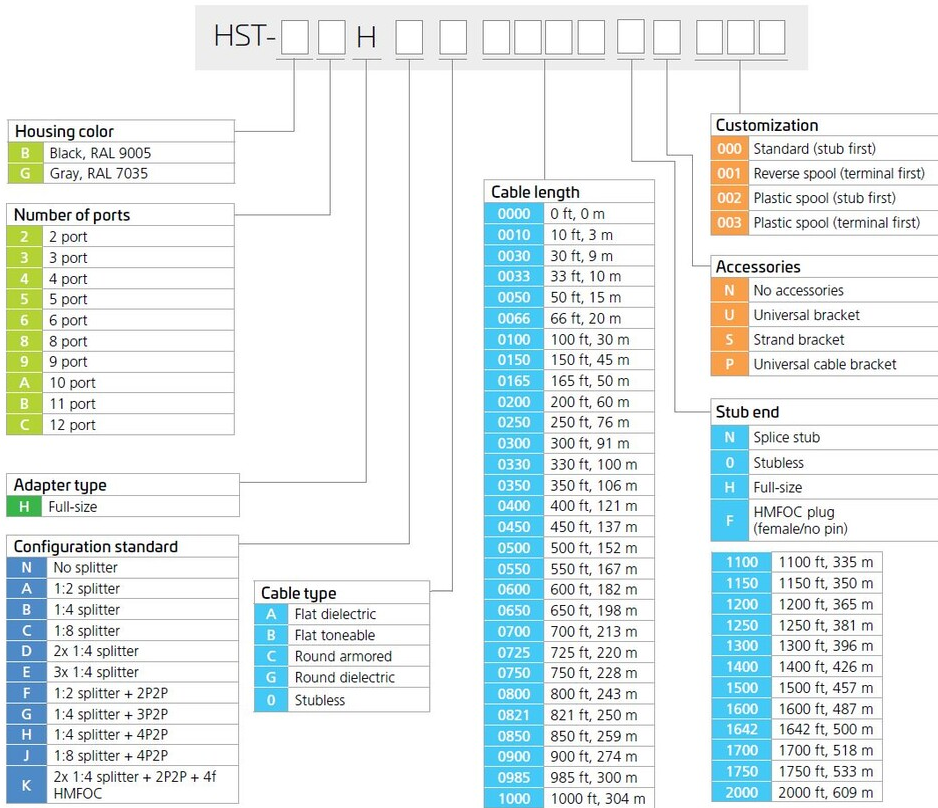 HST- H
Housing color
B Black, RAL 9005
G Gray, RAL 7035
Number of ports
2 2 port
3 3 port
4 4 port
5 5 port
6 6 port
8 8 port
9 9 port
A 10 port
B 11 port
C 12 port
Adapter type
H Full-size
Configuration standard
N No splitter
A 1:2 splitter
B 1:4 splitter
C 1:8 splitter
D 2x 1:4 splitter
E 3x 1:4 splitter
F 1:2 splitter + 2P2P
G 1:4 splitter + 3P2P
H 1:4 splitter + 4P2P
J 1:8 splitter + 4P2P
K 2x 1:4 splitter + 2P2P + 4f
HMFOC
Cable type
A Flat dielectric
B Flat toneable
C Round armored
G Round dielectric
0 Stubless
Cable length
0000 0 ft, 0 m
0010 10 ft, 3 m
0030 30 ft, 9 m
0033 33 ft, 10 m
0050 50 ft, 15 m
0066 66 ft, 20 m
0100 100 ft, 30 m
0150 150 ft, 45 m
0165 165 ft, 50 m
0200 200 ft, 60 m
0250 250 ft, 76 m
0300 300 ft, 91 m
0330 330 ft, 100 m
0350 350 ft, 106 m
0400 400 ft, 121 m
0450 450 ft, 137 m
0500 500 ft, 152 m
0550 550 ft, 167 m
0600 600 ft, 182 m
0650 650 ft, 198 m
0700 700 ft, 213 m
0725 725 ft, 220 m
0750 750 ft, 228 m
0800 800 ft, 243 m
0821 821 ft, 250 m
0850 850 ft, 259 m
0900 900 ft, 274 m
0985 985 ft, 300 m
1000 1000 ft, 304 m
1100 1100 ft, 335 m
1150 1150 ft, 350 m
1200 1200 ft, 365 m
1250 1250 ft, 381 m
1300 1300 ft, 396 m
1400 1400 ft, 426 m
1500 1500 ft, 457 m
1600 1600 ft, 487 m
1642 1642 ft, 500 m
1700 1700 ft, 518 m
1750 1750 ft, 533 m
2000 2000 ft, 609 m
Customization
000 Standard (stub first)
001 Reverse spool (terminal first)
002 Plastic spool (stub first)
003 Plastic spool (terminal first)
Accessories
N No accessories
U Universal bracket
S Strand bracket
P Universal cable bracket
Stub end
N Splice stub
0 Stubless
H Full-size
F HMFOC plug
(female/no pin)